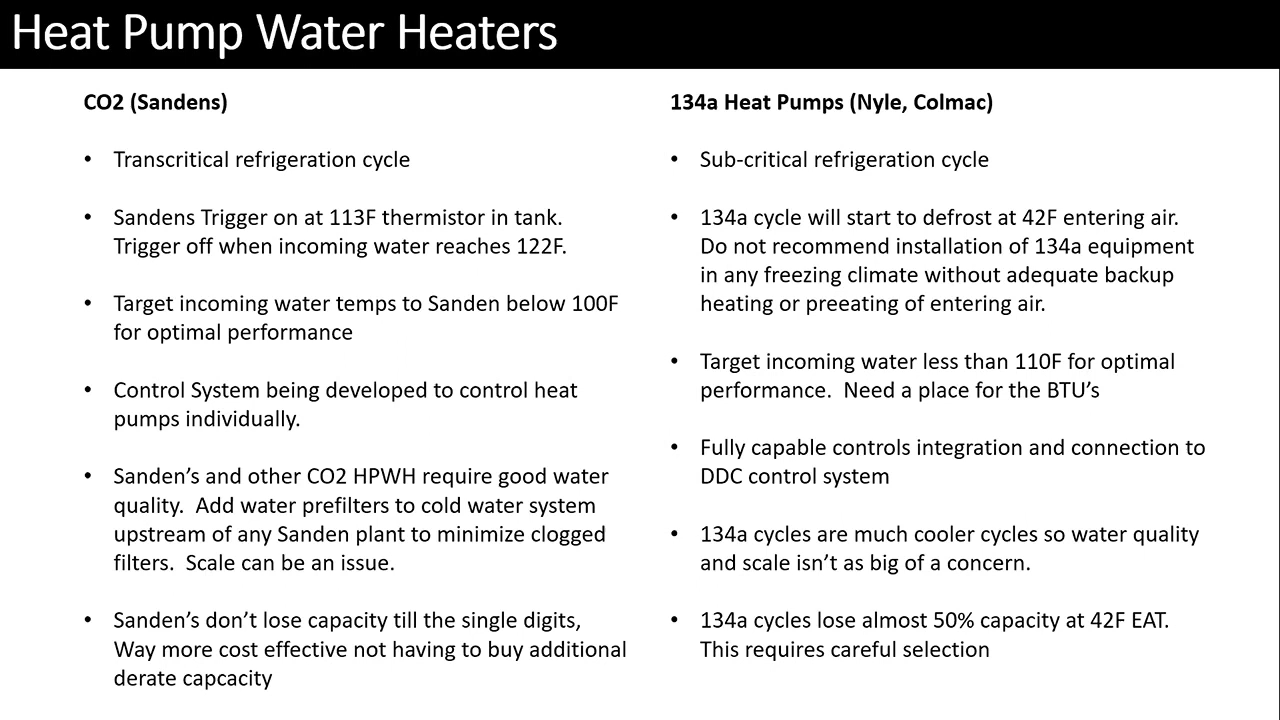 Heat Pump Water Heaters
CO2 (Sandens)
• Transcritical refrigeration cycle
• Sandens Trigger on at 113F thermistor in tank.
Trigger off when incoming water reaches 122F.
• Target incoming water temps to Sanden below 100F
for optimal performance
• Control System being developed to control heat
pumps individually.
• Sanden’s and other CO2 HPWH require good water
quality.  Add water prefilters to cold water system
upstream of any Sanden plant to minimize clogged
filters.  Scale can be an issue.
• Sanden’s don’t lose capacity till the single digits,
Way more cost effective not having to buy additional
derate capcacity
134a Heat Pumps (Nyle, Colmac)
• Sub-critical refrigeration cycle
• 134a cycle will start to defrost at 42F entering air.
Do not recommend installation of 134a equipment
in any freezing climate without adequate backup
heating or preeating of entering air.
• Target incoming water less than 110F for optimal
performance.  Need a place for the BTU’s
• Fully capable controls integration and connection to
DDC control system
• 134a cycles are much cooler cycles so water quality
and scale isn’t as big of a concern.
• 134a cycles lose almost 50% capacity at 42F EAT.
This requires careful selection